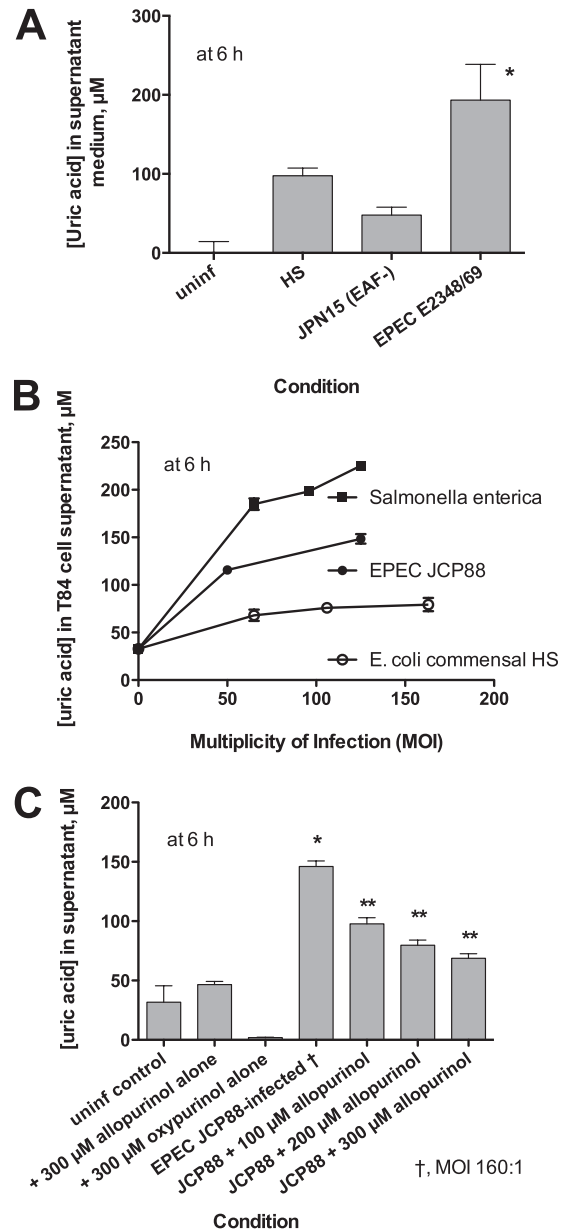 A
[Uric acid] in supernatant
medium, µM
300
200
100
0
at 6 h
*
uninf
HS
JPN15 (EAF-)
EPEC E2348/69
Condition
B
[uric acid] in T84 cell supernatant, µM
250
200
150
100
50
0
at 6 h
Salmonella enterica
EPEC JCP88
E. coli commensal HS
0
50
100
150
200
Multiplicity of Infection (MOI)
C
[uric acid] in supernatant, µM
200
150
100
50
0
at 6 h
*
**
**
**
uninf control
+ 300 µM allopurinol alone
+ 300 µM oxypurinol alone
EPEC JCP88-infected †
JCP88 + 100 µM allopurinol
JCP88 + 200 µM allopurinol
JCP88 + 300 µM allopurinol
†, MOI 160:1
Condition